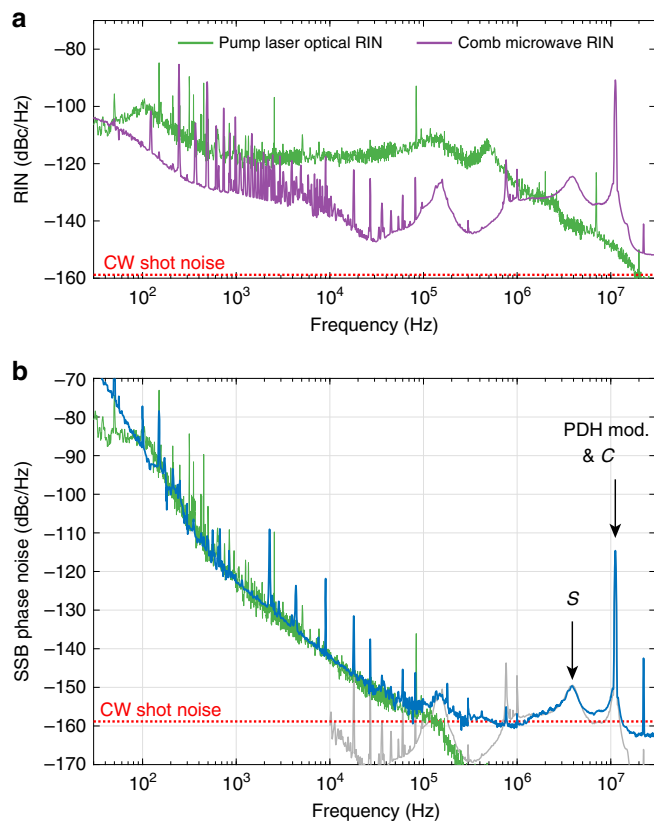 a
Pump laser optical RIN
Comb microwave RIN
RIN (dBc/Hz)
−80
−100
−120
−140
−160
CW shot noise
10²
10³
10⁴
10⁵
10⁶
10⁷
Frequency (Hz)
b
SSB phase noise (dBc/Hz)
−70
−80
−90
−100
−110
−120
−130
−140
−150
−160
−170
PDH mod.
& C
S
CW shot noise
10²
10³
10⁴
10⁵
10⁶
10⁷
Frequency (Hz)